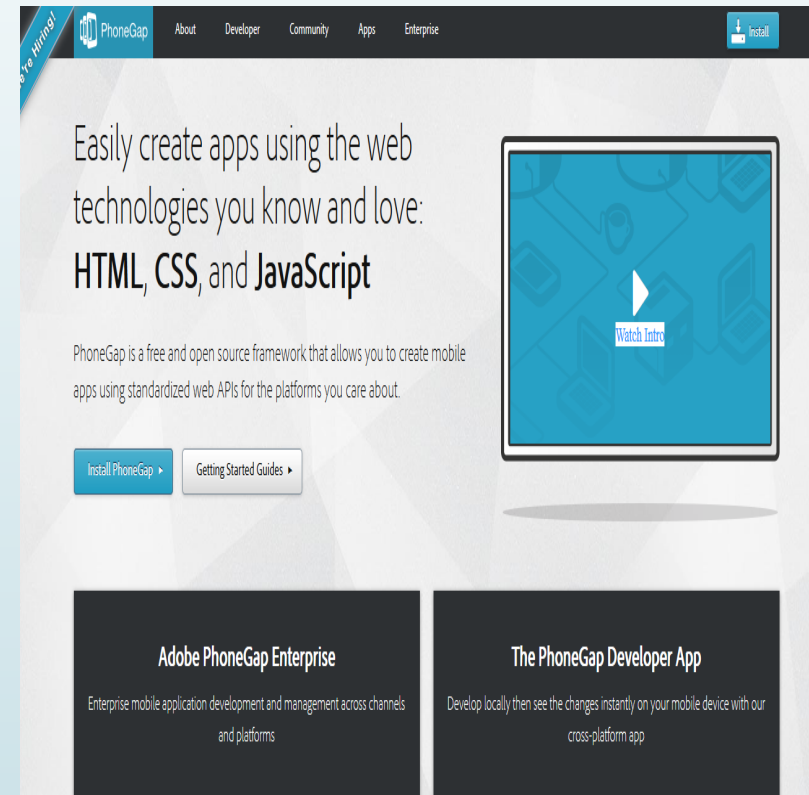 e're Hiring!
PhoneGap About Developer Community Apps Enterprise Install
Easily create apps using the web
technologies you know and love:
HTML, CSS, and JavaScript
PhoneGap is a free and open source framework that allows you to create mobile
apps using standardized web APIs for the platforms you care about.
Install PhoneGap
Getting Started Guides
Watch Intro
Adobe PhoneGap Enterprise
Enterprise mobile application development and management across channels
and platforms
The PhoneGap Developer App
Develop locally then see the changes instantly on your mobile device with our
cross-platform app